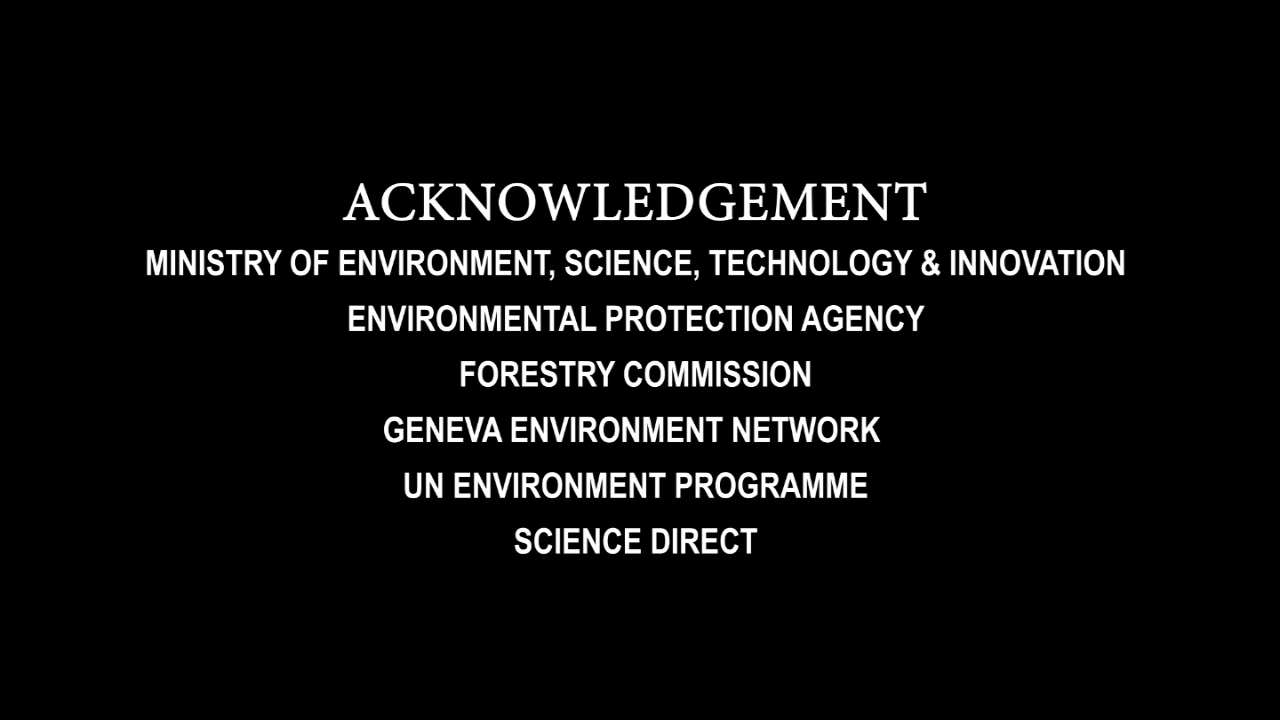 ACKNOWLEDGEMENT
MINISTRY OF ENVIRONMENT, SCIENCE, TECHNOLOGY & INNOVATION
ENVIRONMENTAL PROTECTION AGENCY
FORESTRY COMMISSION
GENEVA ENVIRONMENT NETWORK
UN ENVIRONMENT PROGRAMME
SCIENCE DIRECT